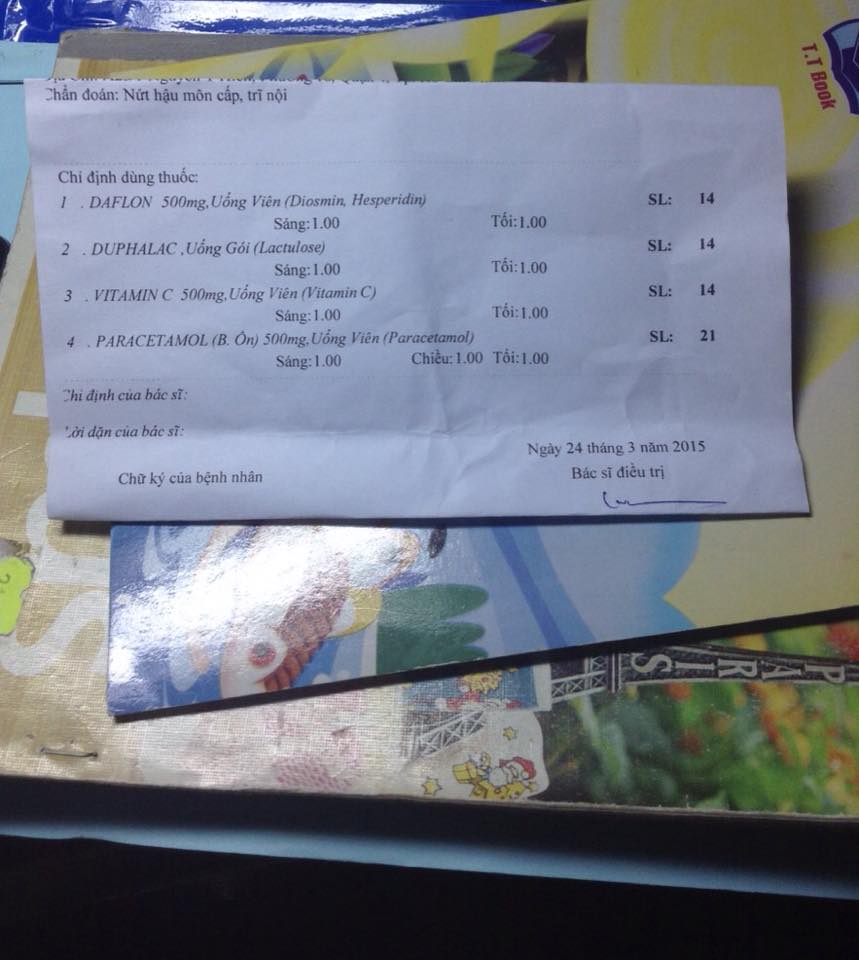 T.T Book
Chẩn đoán: Nứt hậu môn cấp, trĩ nội
Chỉ định dùng thuốc:
1 . DAFLON 500mg,Uống Viên (Diosmin, Hesperidin) SL: 14
Sáng:1.00 Tối:1.00
2 . DUPHALAC ,Uống Gói (Lactulose) SL: 14
Sáng:1.00 Tối:1.00
3 . VITAMIN C 500mg,Uống Viên (Vitamin C) SL: 14
Sáng:1.00 Tối:1.00
4 . PARACETAMOL (B. Ôn) 500mg,Uống Viên (Paracetamol) SL: 21
Sáng:1.00 Chiều:1.00 Tối:1.00
Chỉ định của bác sĩ:
Lời dặn của bác sĩ:
Ngày 24 tháng 3 năm 2015
Chữ ký của bệnh nhân Bác sĩ điều trị
PARIS